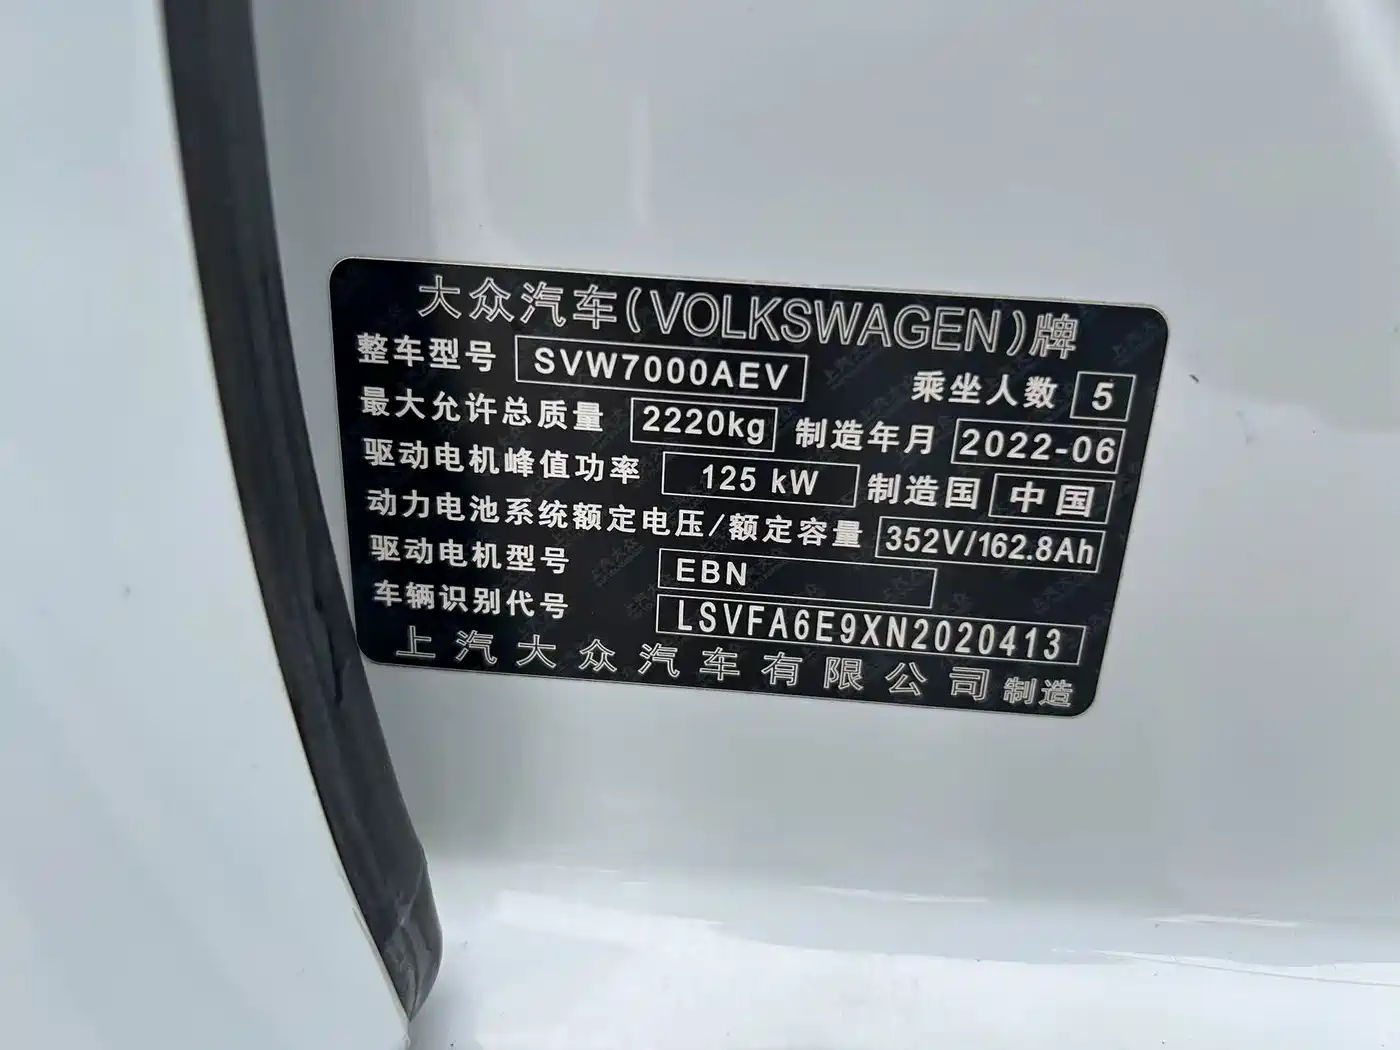 大众汽车(VOLKSWAGEN)牌
整车型号 SVW7000AEV 乘坐人数 5
最大允许总质量 2220kg 制造年月 2022-06
驱动电机峰值功率 125 kW 制造国 中国
动力电池系统额定电压/额定容量 352V/162.8Ah
驱动电机型号 EBN
车辆识别代号 LSVFA6E9XN2020413
上汽大众汽车有限公司制造